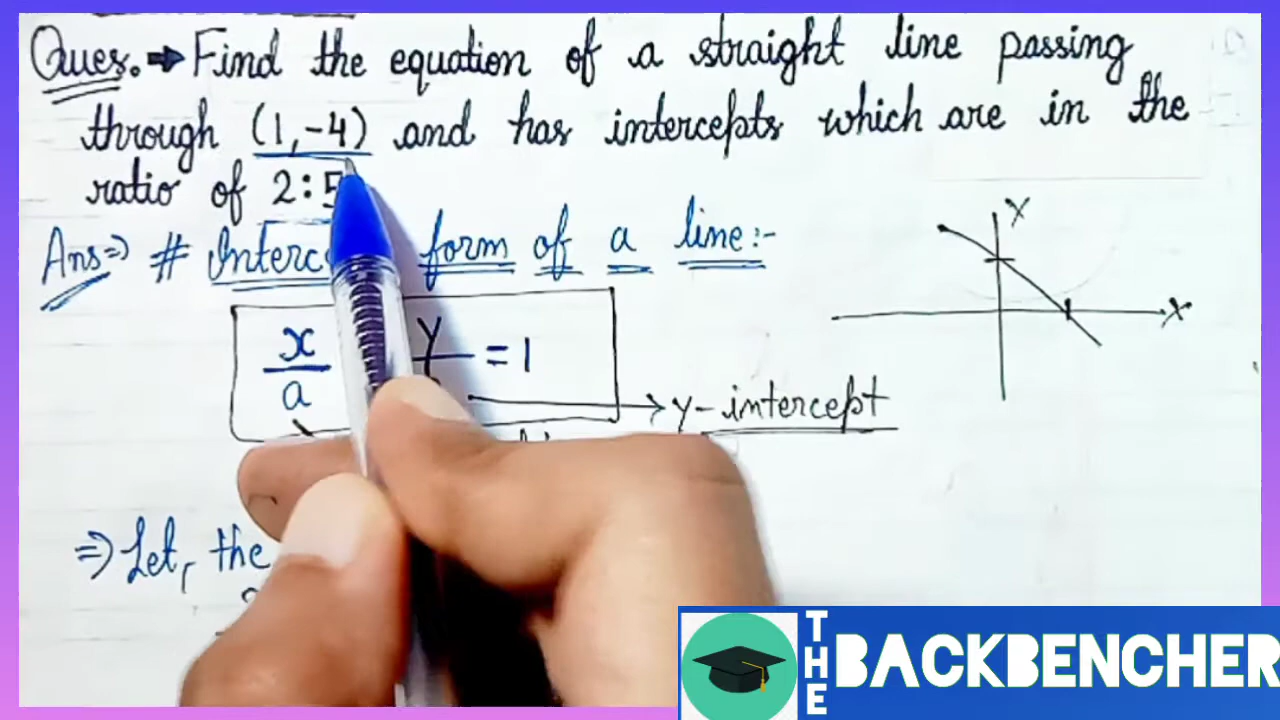 Ques. → Find the equation of a straight line passing
through (1,-4) and has intercepts which are in the
ratio of 2:5
Ans ⇒ # form of a line:-
x/a y = 1
→ y-intercept
⇒ Let, the
Y
X
THE BACKBENCHER